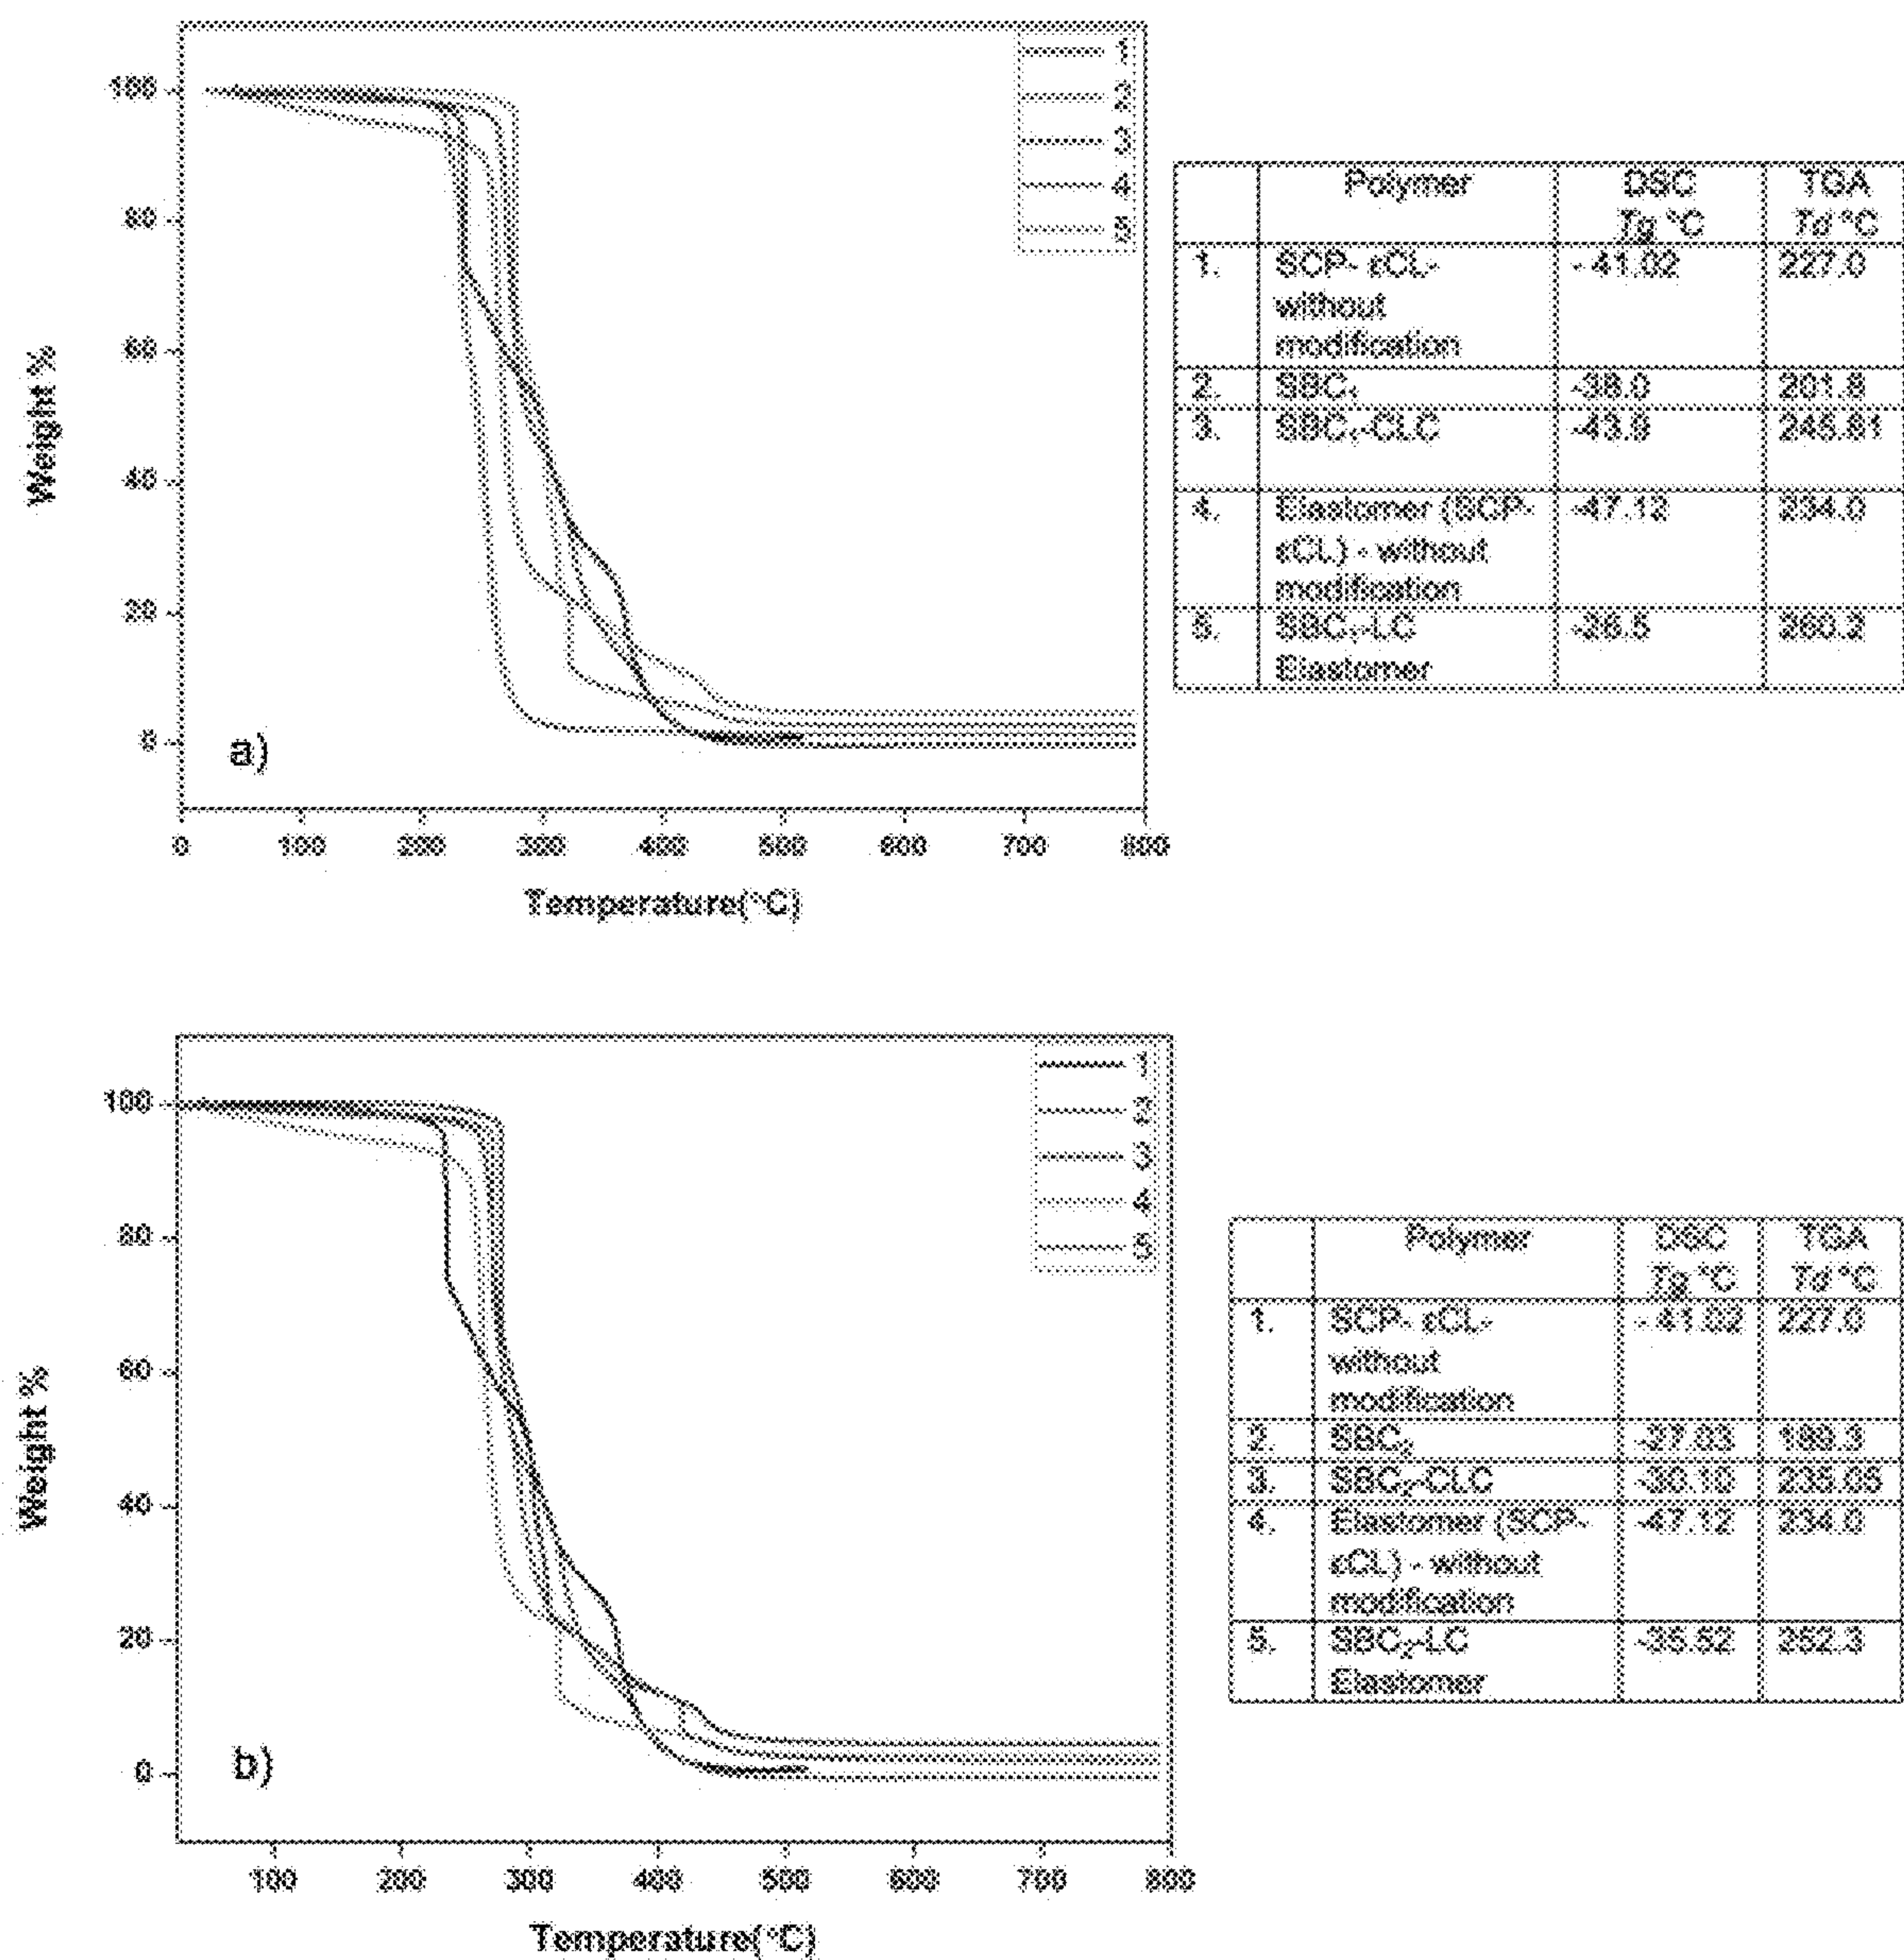 100
80
60
40
20
0
Weight %
a)
0 100 200 300 400 500 600 700 800
Temperature(°C)
1
2
3
4
5
Polymer DSC TGA
Tg °C Td °C
1. SCP- εCL- - 41.02 227.0
without
modification
2. SBC₁ -38.0 201.8
3. SBC₁-CLC -43.9 245.81
4. Elastomer (SCP- -47.12 234.0
εCL) - without
modification
5. SBC₁-LC 260.2
Elastomer
100
80
60
40
20
0
Weight %
b)
100 200 300 400 500 600 700 800
Temperature(°C)
1
2
3
4
5
Polymer DSC TGA
Tg °C Td °C
1. SCP- εCL- - 41.02 227.0
without
modification
2. SBC₂ -27.03
3. SBC₂-CLC -30.10 235.05
4. Elastomer (SCP- -47.12 234.0
εCL) - without
modification
5. SBC₂-LC -35.52
Elastomer